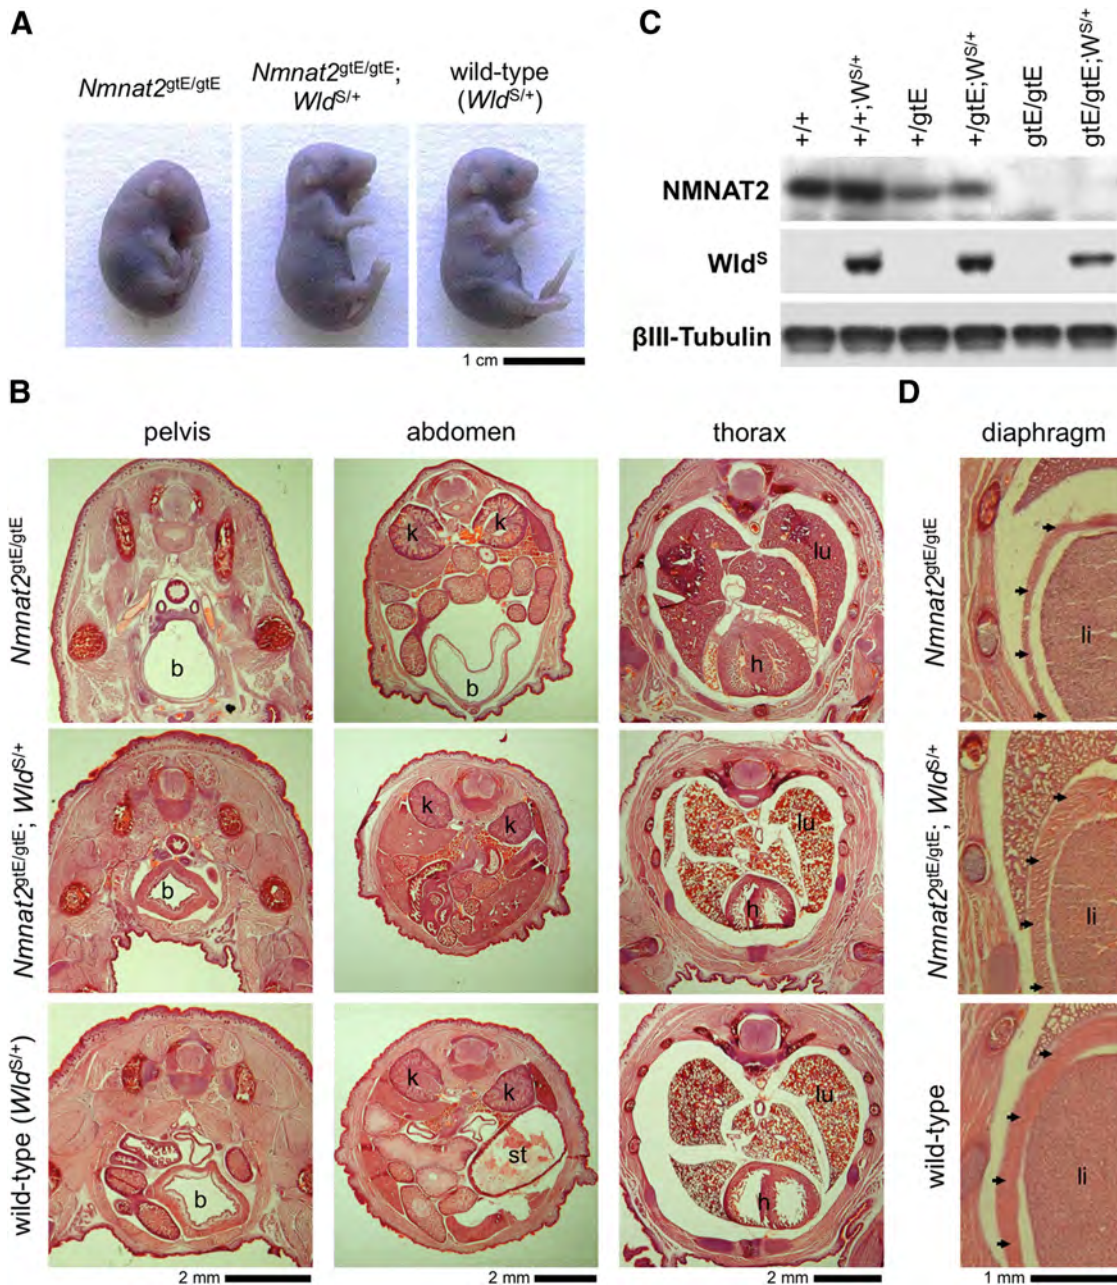 A
Nmnat2gtE/gtE
Nmnat2gtE/gtE;
WldS/+
wild-type
(WldS/+)
1 cm
C
+/+
+/+;WS/+
+/gtE
+/gtE;WS/+
gtE/gtE
gtE/gtE;WS/+
NMNAT2
WldS
βIII-Tubulin
B
pelvis
abdomen
thorax
Nmnat2gtE/gtE
b
k
k
b
lu
h
Nmnat2gtE/gtE; WldS/+
b
k
k
lu
h
wild-type (WldS/+)
b
k
k
st
lu
h
2 mm
2 mm
2 mm
D
diaphragm
Nmnat2gtE/gtE
li
Nmnat2gtE/gtE; WldS/+
li
wild-type
li
1 mm